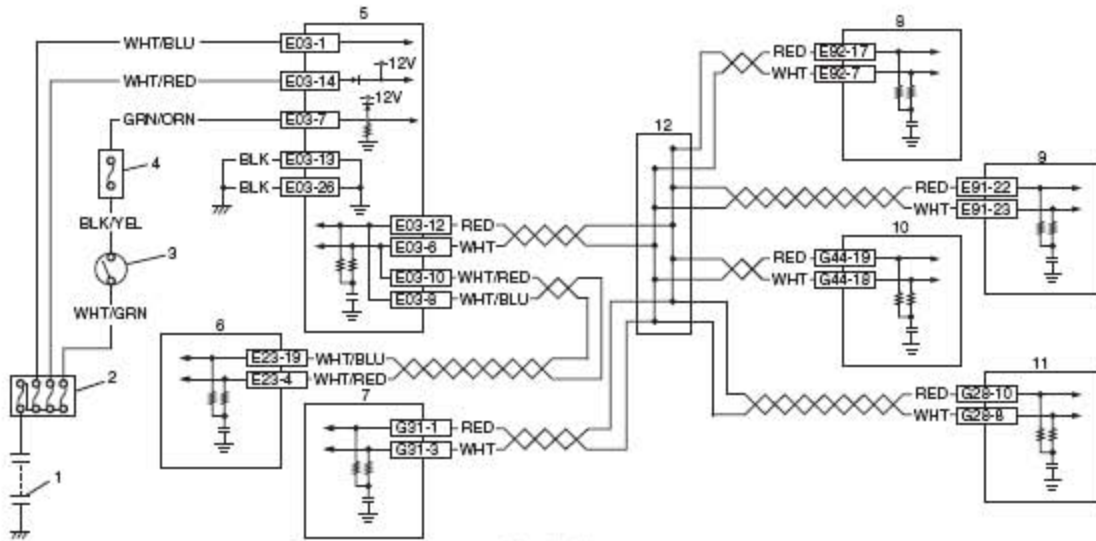 5
WHT/BLU E03-1
WHT/RED E03-14 12V
12V
GRN/ORN E03-7
4
BLK E03-13
BLK E03-26
BLK/YEL
3
E03-12 RED
E03-6 WHT
E03-10 WHT/RED
E03-8 WHT/BLU
WHT/GRN
6
E23-19 WHT/BLU
E23-4 WHT/RED
2
7
G31-1 RED
G31-3 WHT
1
12
8
RED E92-17
WHT E92-7
9
RED E91-22
WHT E91-23
10
RED G44-19
WHT G44-18
11
RED G28-10
WHT G28-8